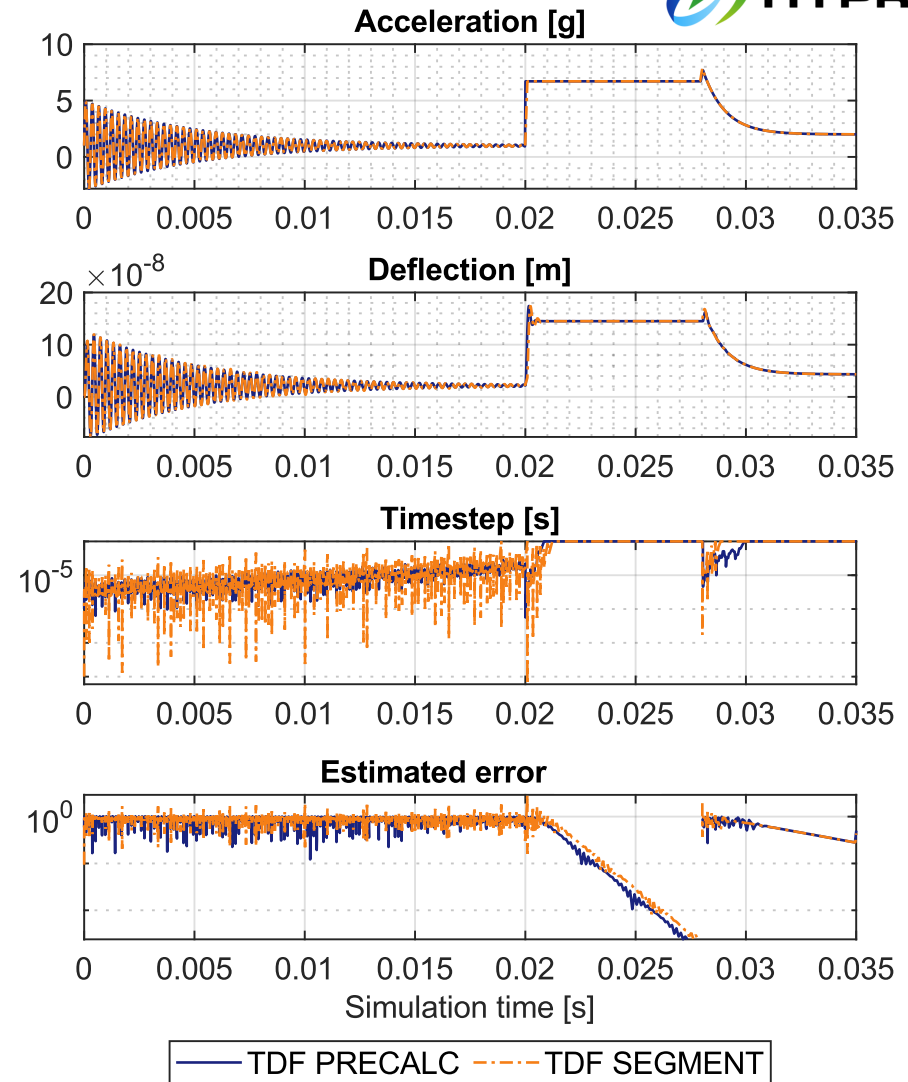 Acceleration [g]
10
5
0
0 0.005 0.01 0.015 0.02 0.025 0.03 0.035
×10-8
Deflection [m]
20
10
0
0 0.005 0.01 0.015 0.02 0.025 0.03 0.035
Timestep [s]
10-5
0 0.005 0.01 0.015 0.02 0.025 0.03 0.035
Estimated error
100
0 0.005 0.01 0.015 0.02 0.025 0.03 0.035
Simulation time [s]
TDF PRECALC TDF SEGMENT